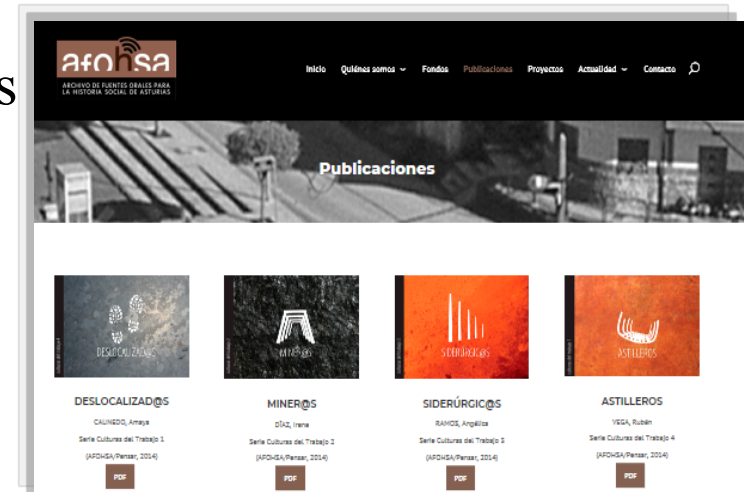 s
afohsa
ARCHIVO DE FUENTES ORALES PARA
LA HISTORIA SOCIAL DE ASTURIAS
Inicio Quiénes somos Fondos Publicaciones Proyectos Actualidad Contacto
Publicaciones
DESLOCALIZAD@S
MINER@S
SIDERÚRGIC@S
ASTILLEROS
DESLOCALIZAD@S
MINER@S
SIDERÚRGIC@S
ASTILLEROS
CALINEDO, Amaya
DÍAZ, Irene
RAMOS, Angélica
VEGA, Rubén
Serie Culturas del Trabajo 1
Serie Culturas del Trabajo 2
Serie Culturas del Trabajo 3
Serie Culturas del Trabajo 4
(AFOHSA/Pensar, 2014)
(AFOHSA/Pensar, 2014)
(AFOHSA/Pensar, 2014)
(AFOHSA/Pensar, 2014)
PDF
PDF
PDF
PDF